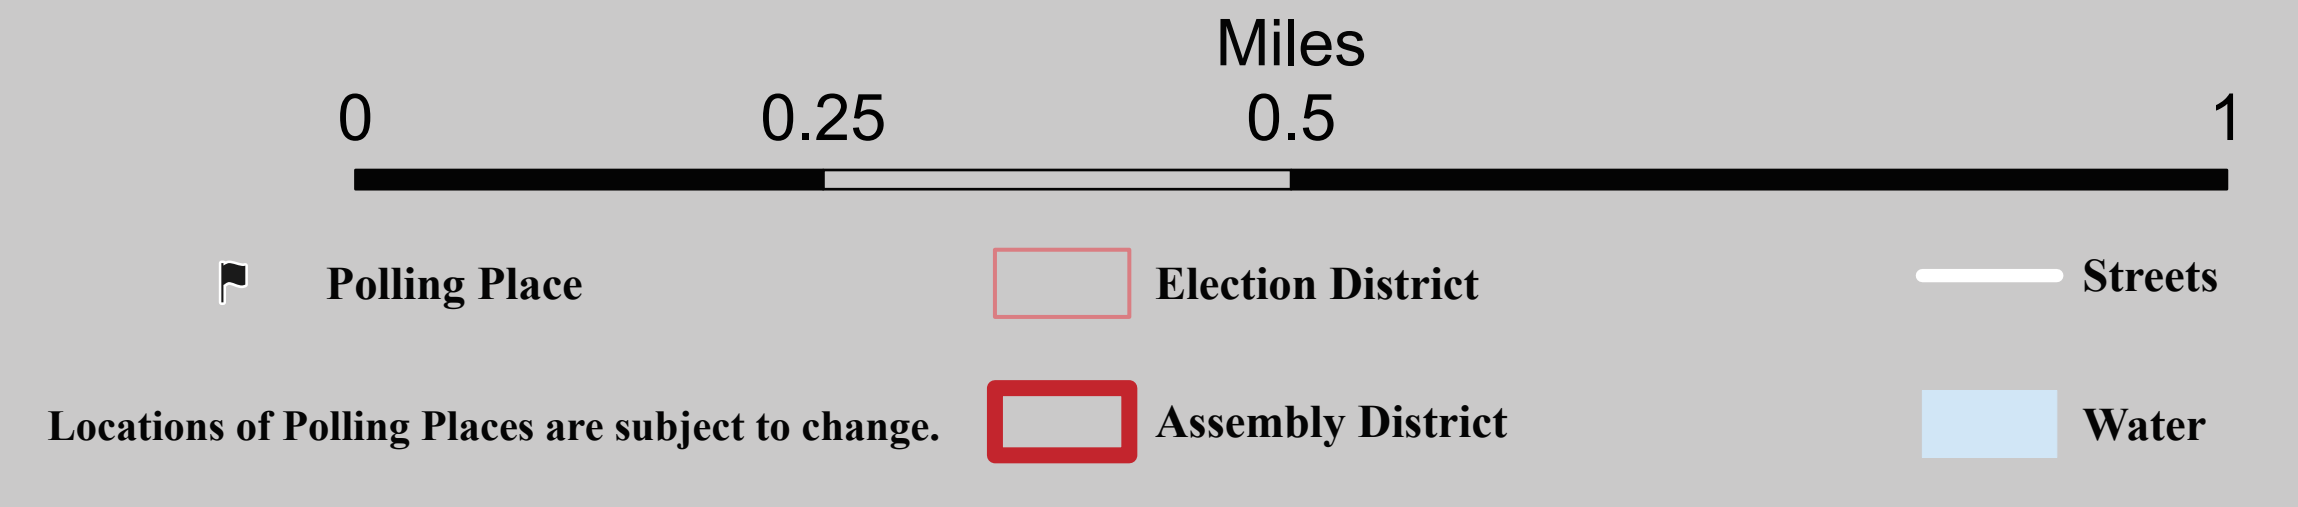 Miles
0 0.25 0.5 1
Polling Place
Election District
Streets
Locations of Polling Places are subject to change.
Assembly District
Water